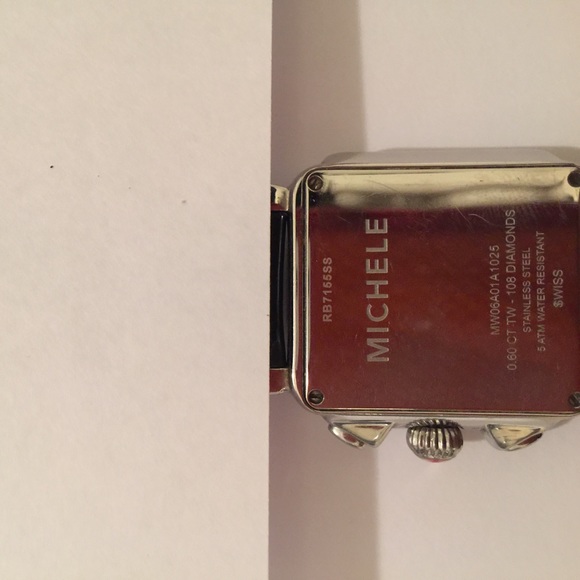 RB7155SS
MICHELE
MW06A01A1025
0.60 CT TW - 108 DIAMONDS
STAINLESS STEEL
5 ATM WATER RESISTANT
SWISS